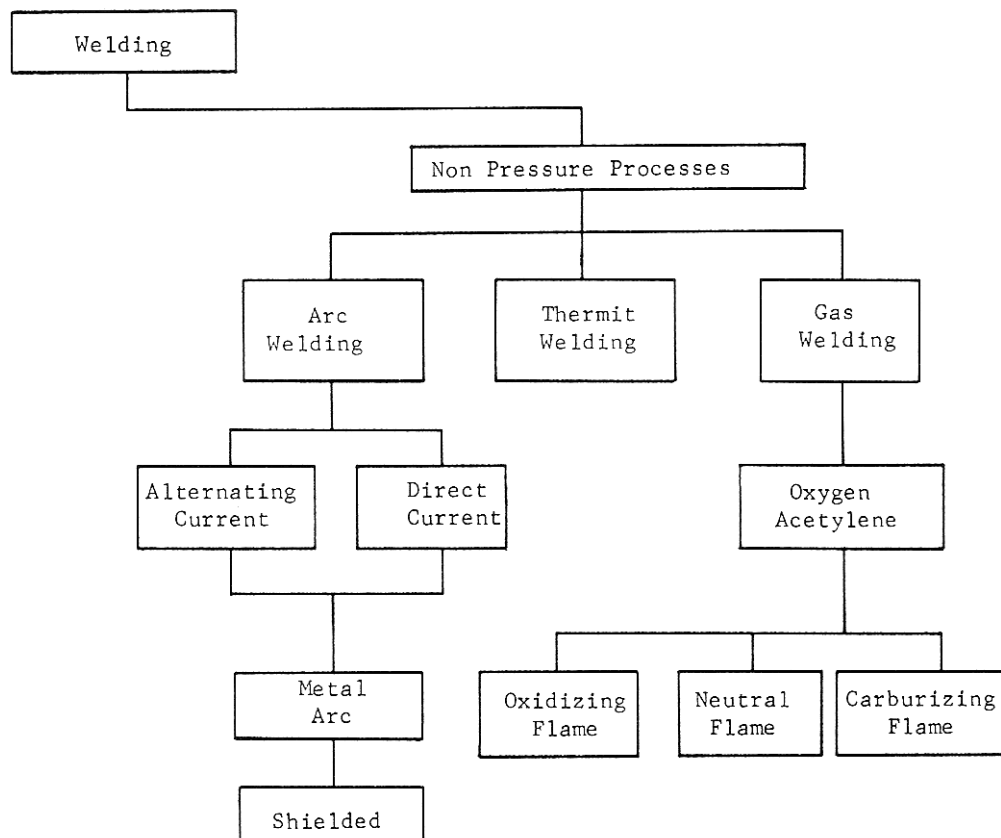 Welding
Non Pressure Processes
Arc
Welding
Thermit
Welding
Gas
Welding
Alternating
Current
Direct
Current
Oxygen
Acetylene
Metal
Arc
Oxidizing
Flame
Neutral
Flame
Carburizing
Flame
Shielded